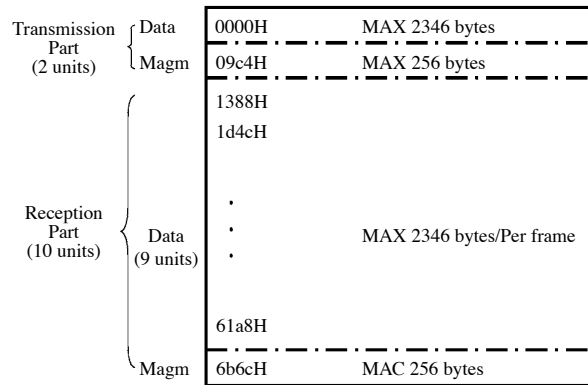 Transmission
Part
(2 units)
Data
0000H
MAX 2346 bytes
Magm
09c4H
MAX 256 bytes
Reception
Part
(10 units)
Data
(9 units)
1388H
1d4cH
MAX 2346 bytes/Per frame
61a8H
Magm
6b6cH
MAC 256 bytes